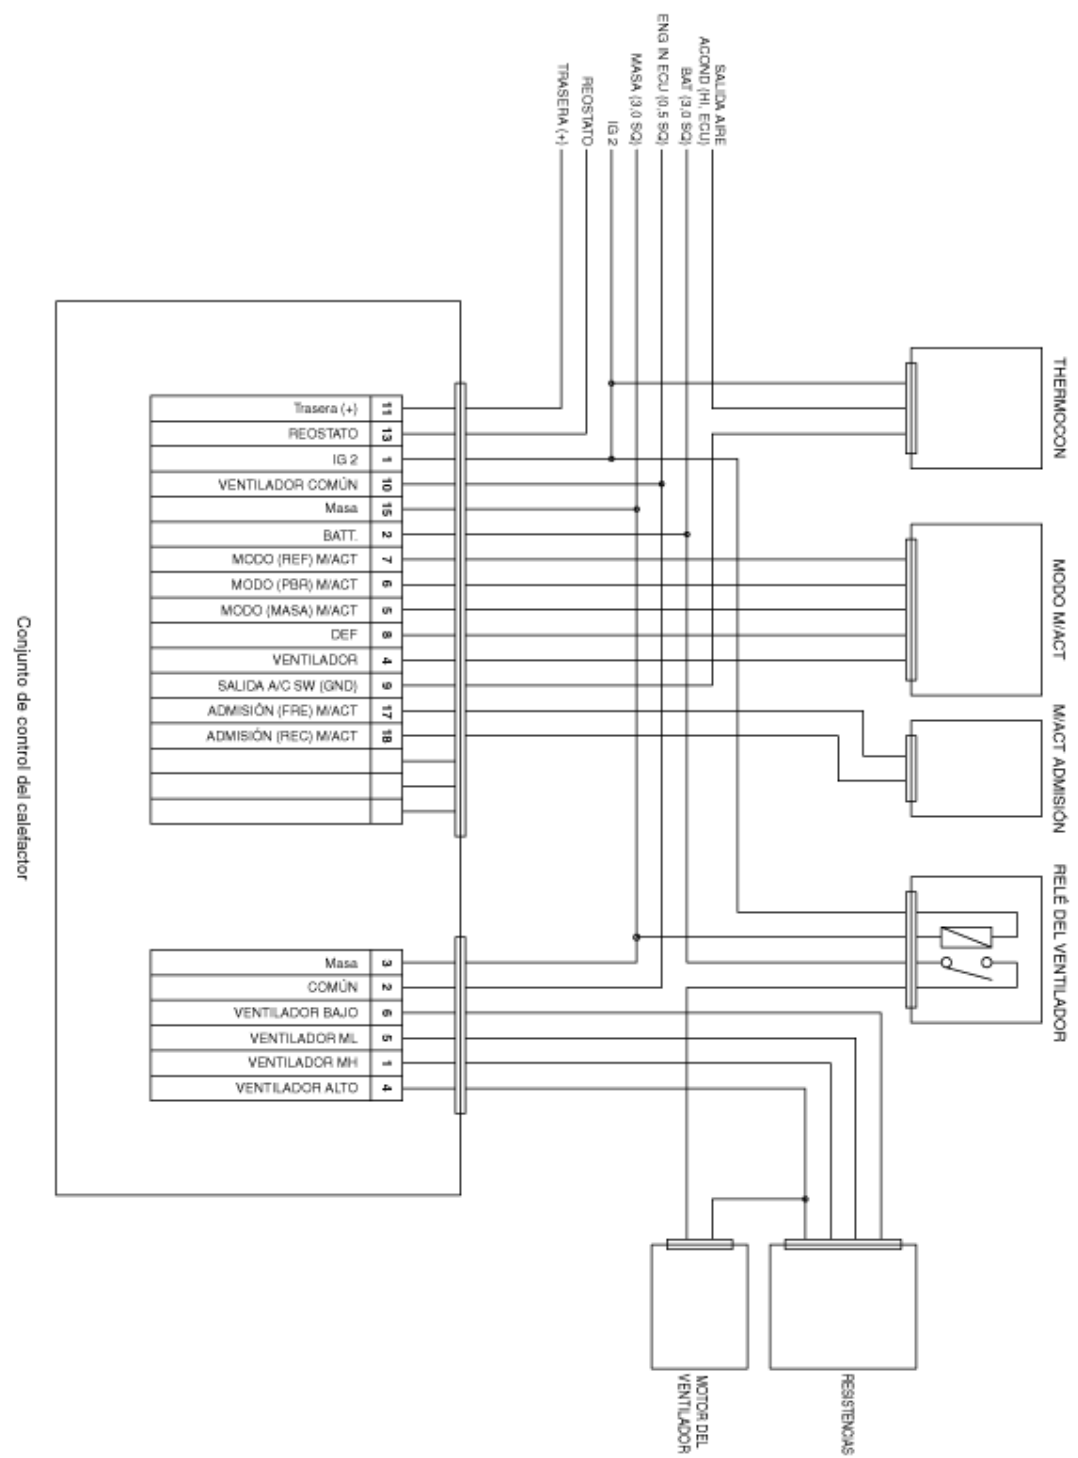 SALIDA AIRE
ACOND (HI, ECU)
BAT (3,0 SQ)
ENG IN ECU (0,5 SQ)
MASA (3,0 SQ)
IG 2
REOSTATO
TRASERA (+)
THERMOCON
MODO M/ACT
M/ACT ADMISIÓN
RELÉ DEL VENTILADOR
Trasera (+) 11
REOSTATO 13
IG 2 1
VENTILADOR COMÚN 10
Masa 15
BATT. 2
MODO (REF) M/ACT 7
MODO (PBR) M/ACT 6
MODO (MASA) M/ACT 5
DEF 8
VENTILADOR 4
SALIDA A/C SW (GND) 9
ADMISIÓN (FRE) M/ACT 17
ADMISIÓN (REC) M/ACT 18
Masa 3
COMÚN 2
VENTILADOR BAJO 6
VENTILADOR ML 5
VENTILADOR MH 1
VENTILADOR ALTO 4
Conjunto de control del calefactor
MOTOR DEL
VENTILADOR
RESISTENCIAS